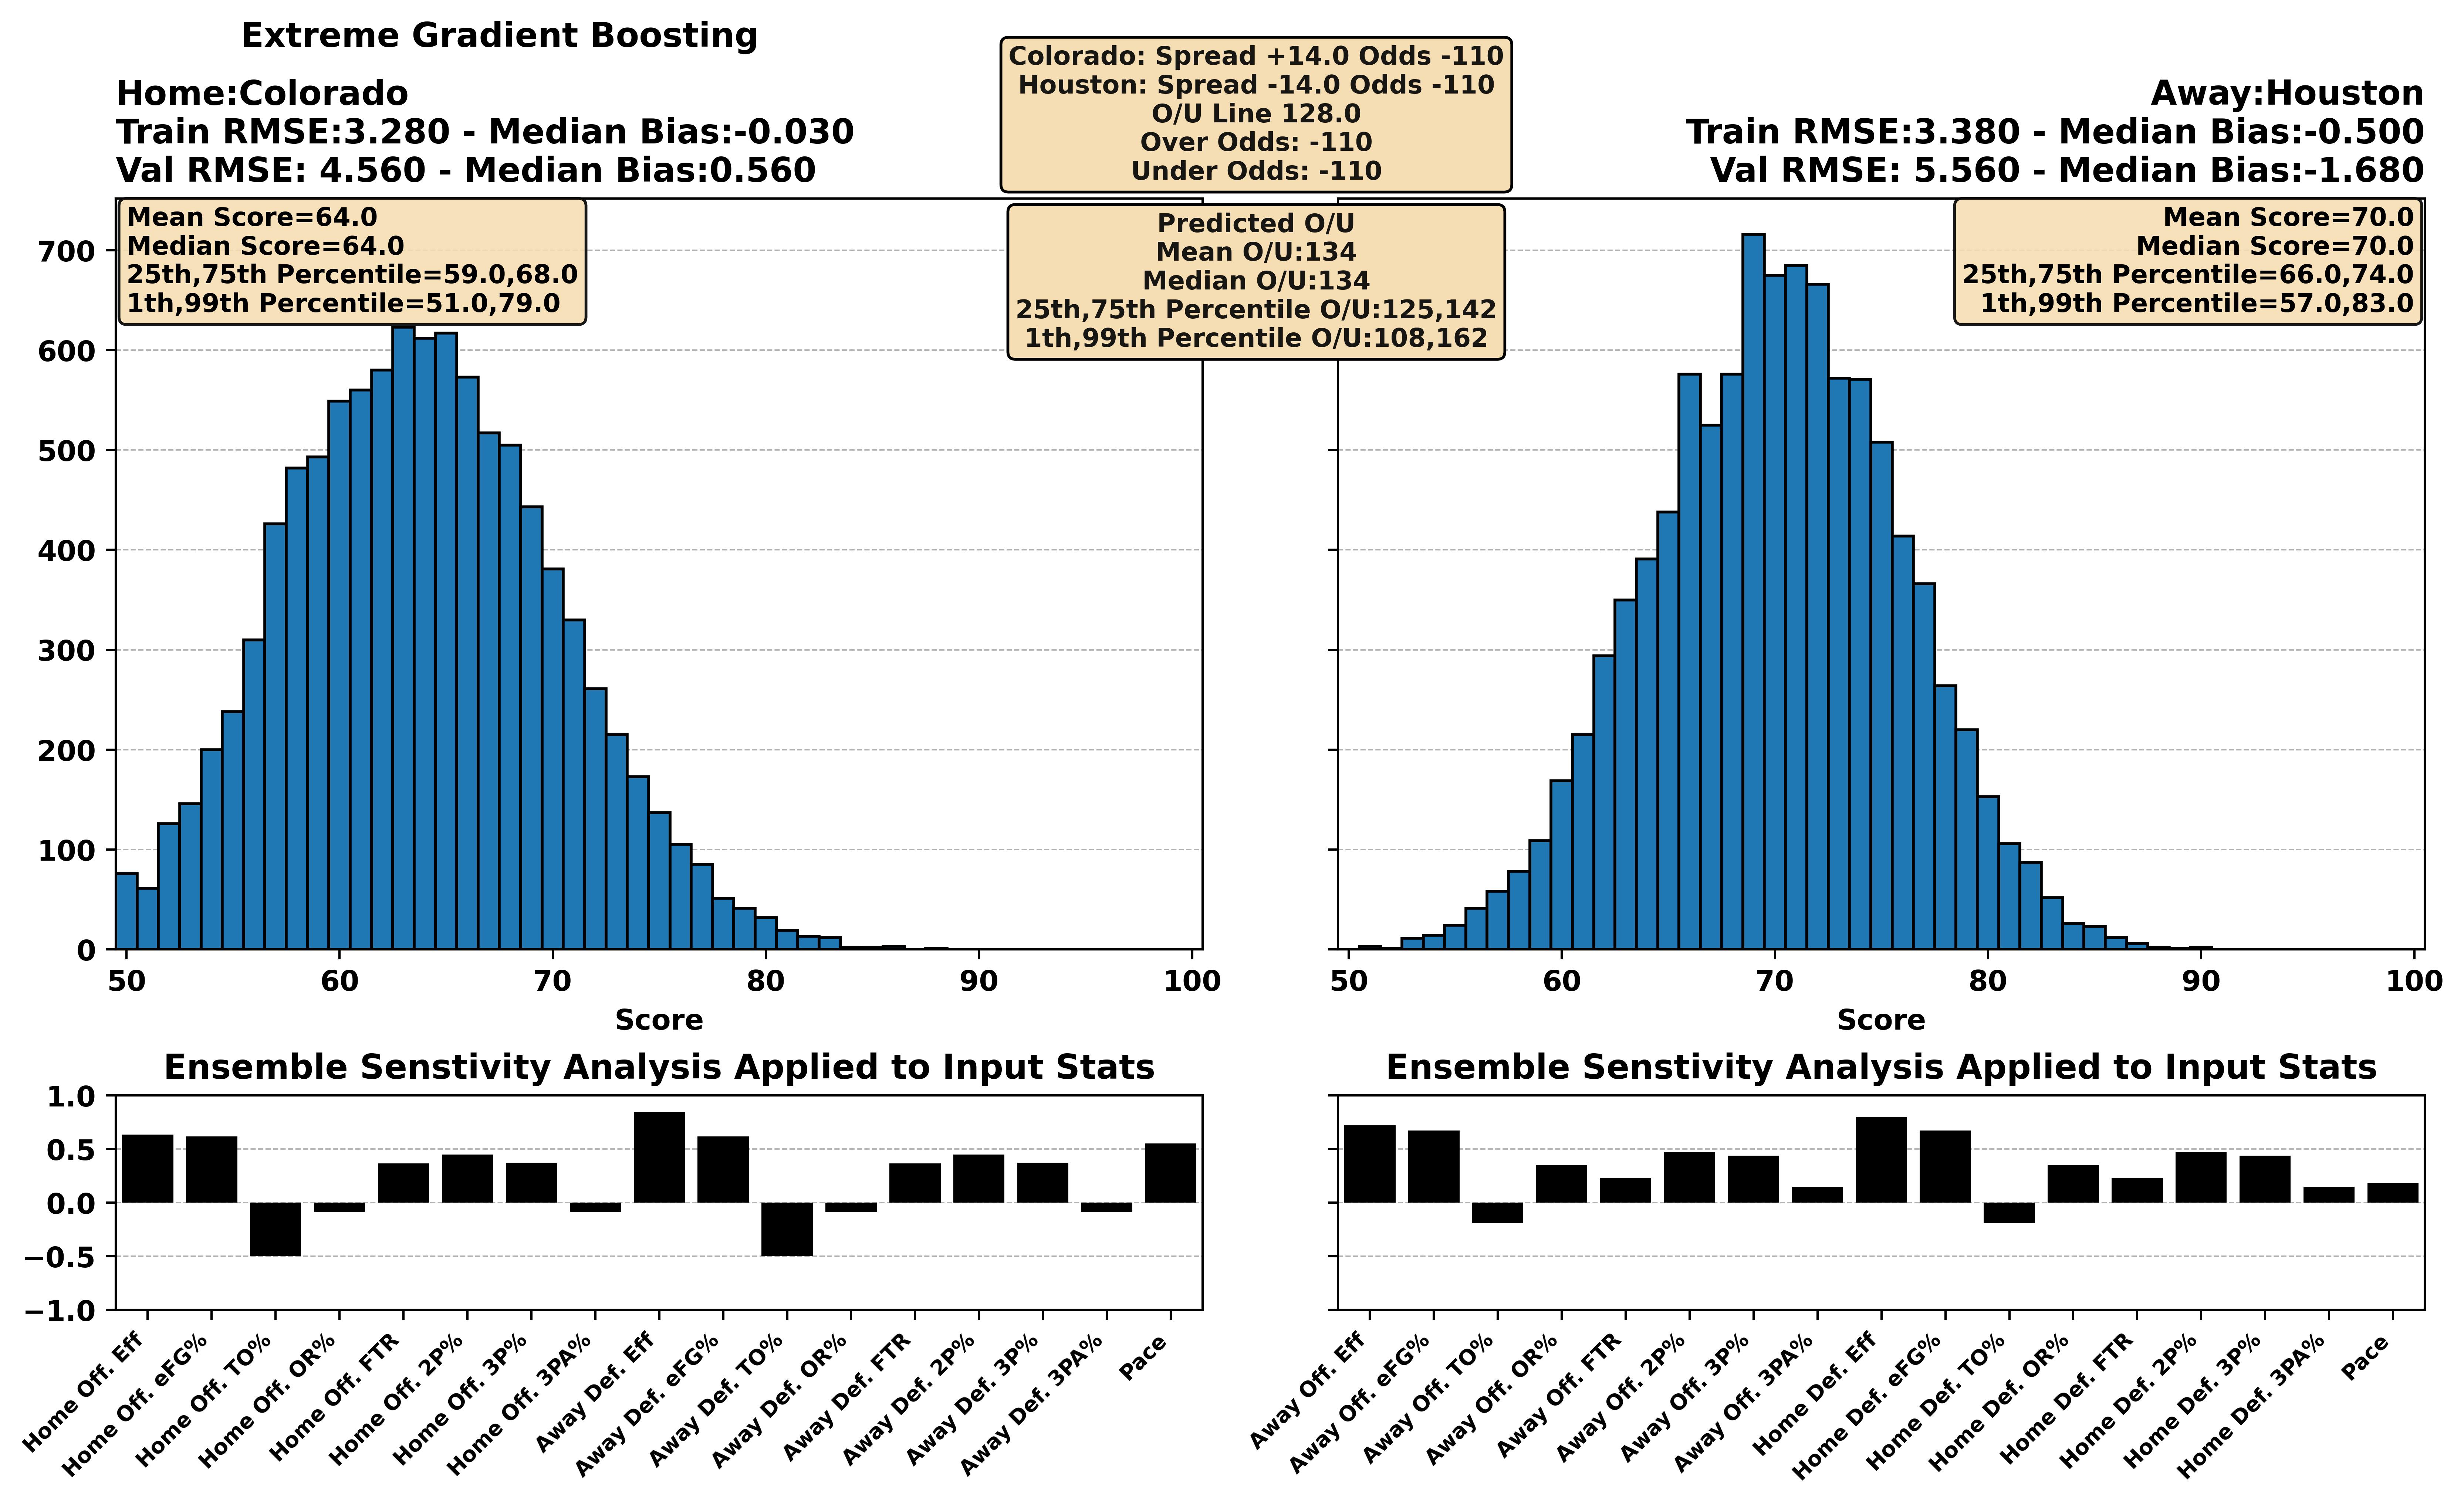 Extreme Gradient Boosting
Home:Colorado
Train RMSE:3.280 - Median Bias:-0.030
Val RMSE: 4.560 - Median Bias:0.560
Colorado: Spread +14.0 Odds -110
Houston: Spread -14.0 Odds -110
O/U Line 128.0
Over Odds: -110
Under Odds: -110
Away:Houston
Train RMSE:3.380 - Median Bias:-0.500
Val RMSE: 5.560 - Median Bias:-1.680
Mean Score=64.0
Median Score=64.0
25th,75th Percentile=59.0,68.0
1th,99th Percentile=51.0,79.0
Predicted O/U
Mean O/U:134
Median O/U:134
25th,75th Percentile O/U:125,142
1th,99th Percentile O/U:108,162
Mean Score=70.0
Median Score=70.0
25th,75th Percentile=66.0,74.0
1th,99th Percentile=57.0,83.0
700
600
500
400
300
200
100
0
50 60 70 80 90 100
Score
50 60 70 80 90 100
Score
Ensemble Senstivity Analysis Applied to Input Stats
1.0
0.5
0.0
−0.5
−1.0
Home Off. Eff
Home Off. eFG%
Home Off. TO%
Home Off. OR%
Home Off. FTR
Home Off. 2P%
Home Off. 3P%
Home Off. 3PA%
Away Def. Eff
Away Def. eFG%
Away Def. TO%
Away Def. OR%
Away Def. FTR
Away Def. 2P%
Away Def. 3P%
Away Def. 3PA%
Pace
Ensemble Senstivity Analysis Applied to Input Stats
Away Off. Eff
Away Off. eFG%
Away Off. TO%
Away Off. OR%
Away Off. FTR
Away Off. 2P%
Away Off. 3P%
Away Off. 3PA%
Home Def. Eff
Home Def. eFG%
Home Def. TO%
Home Def. OR%
Home Def. FTR
Home Def. 2P%
Home Def. 3P%
Home Def. 3PA%
Pace